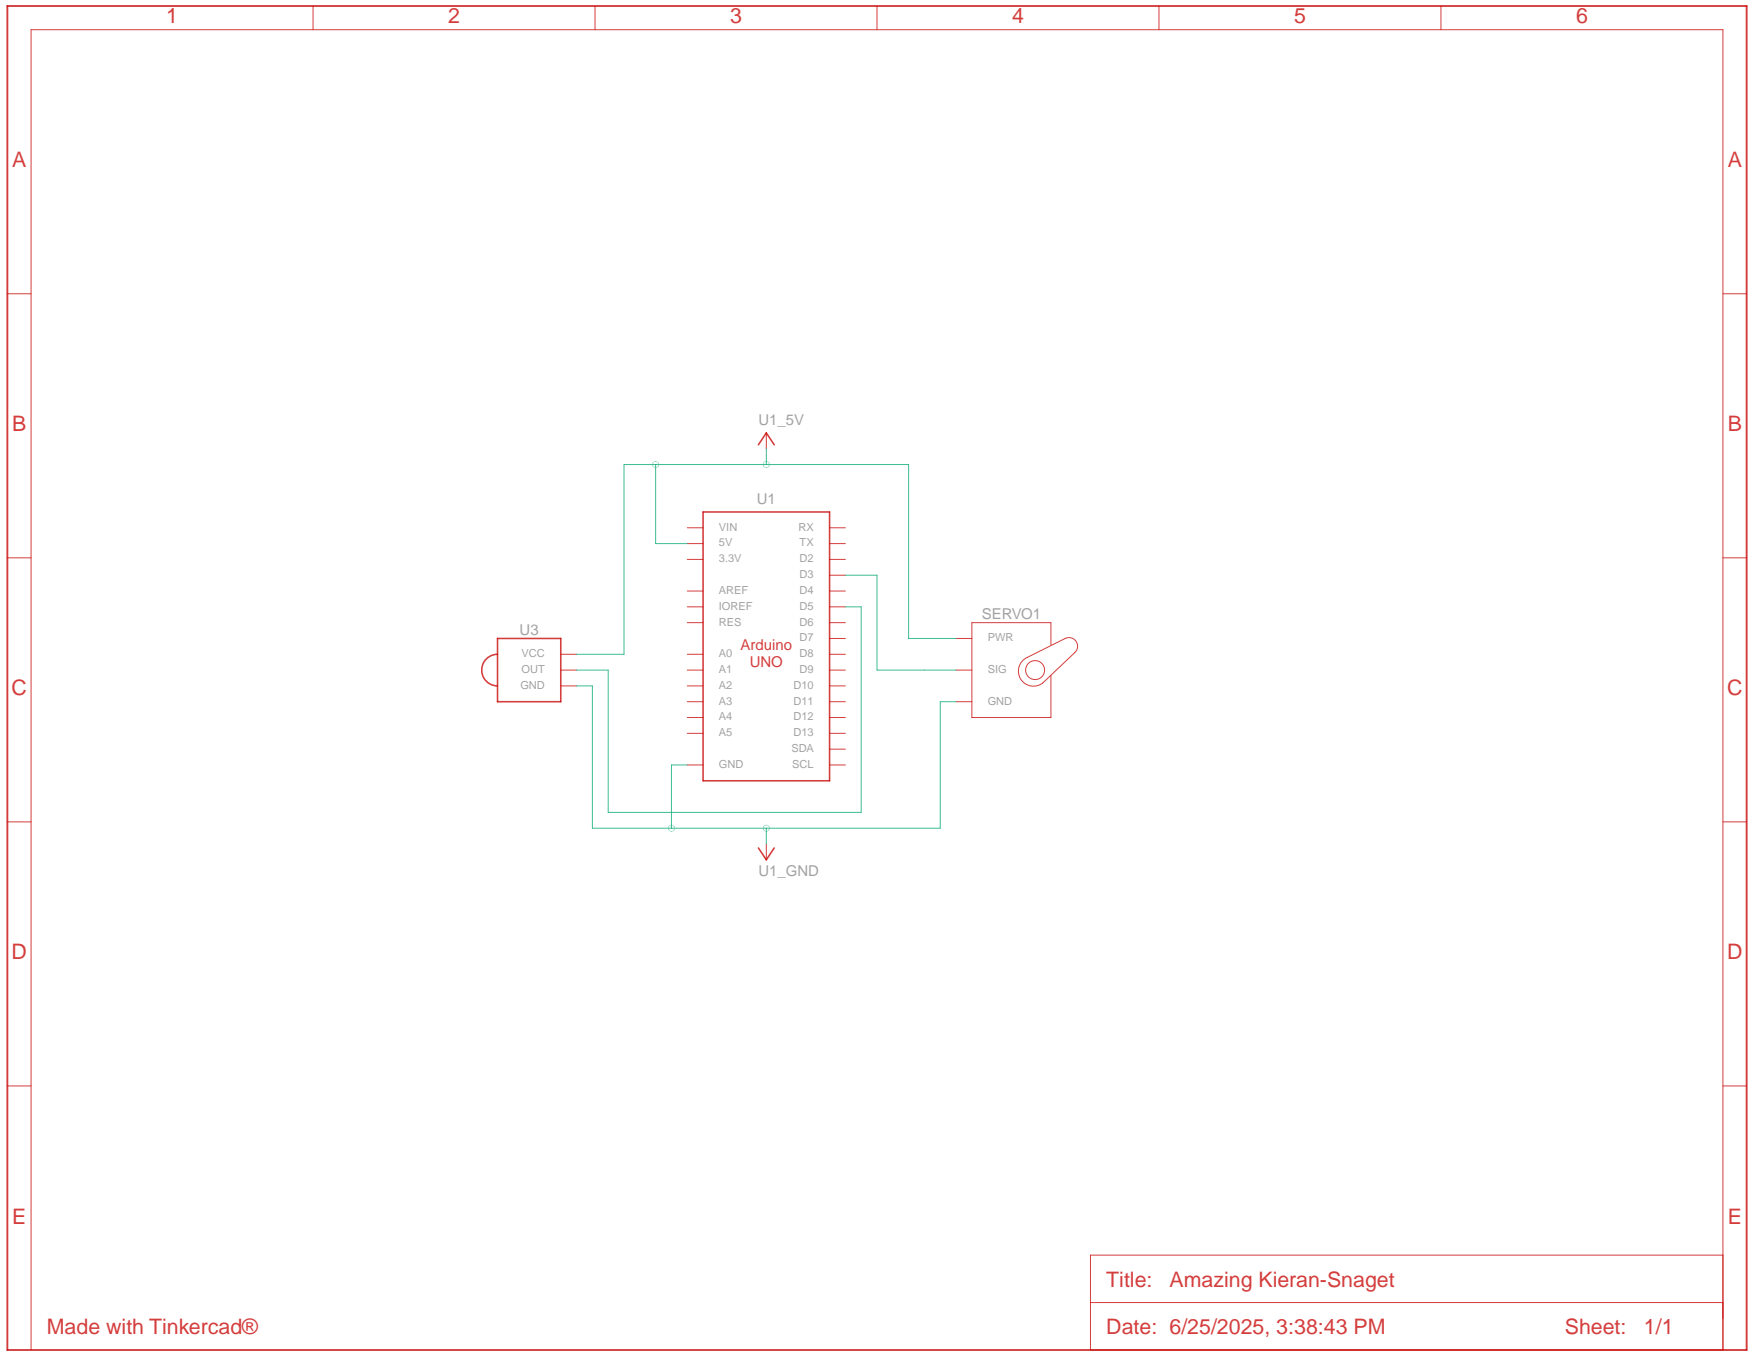 1 2 3 4 5 6
A A
B B
U1_5V
U1
VIN RX
5V TX
3.3V D2
D3
AREF D4
IOREF D5
RES D6
D7
Arduino
UNO
A0 D8
A1 D9
A2 D10
A3 D11
A4 D12
A5 D13
SDA
GND SCL
U3
VCC
OUT
GND
SERVO1
PWR
SIG
GND
C C
U1_GND
D D
E E
Title: Amazing Kieran-Snaget
Made with Tinkercad®
Date: 6/25/2025, 3:38:43 PM Sheet: 1/1